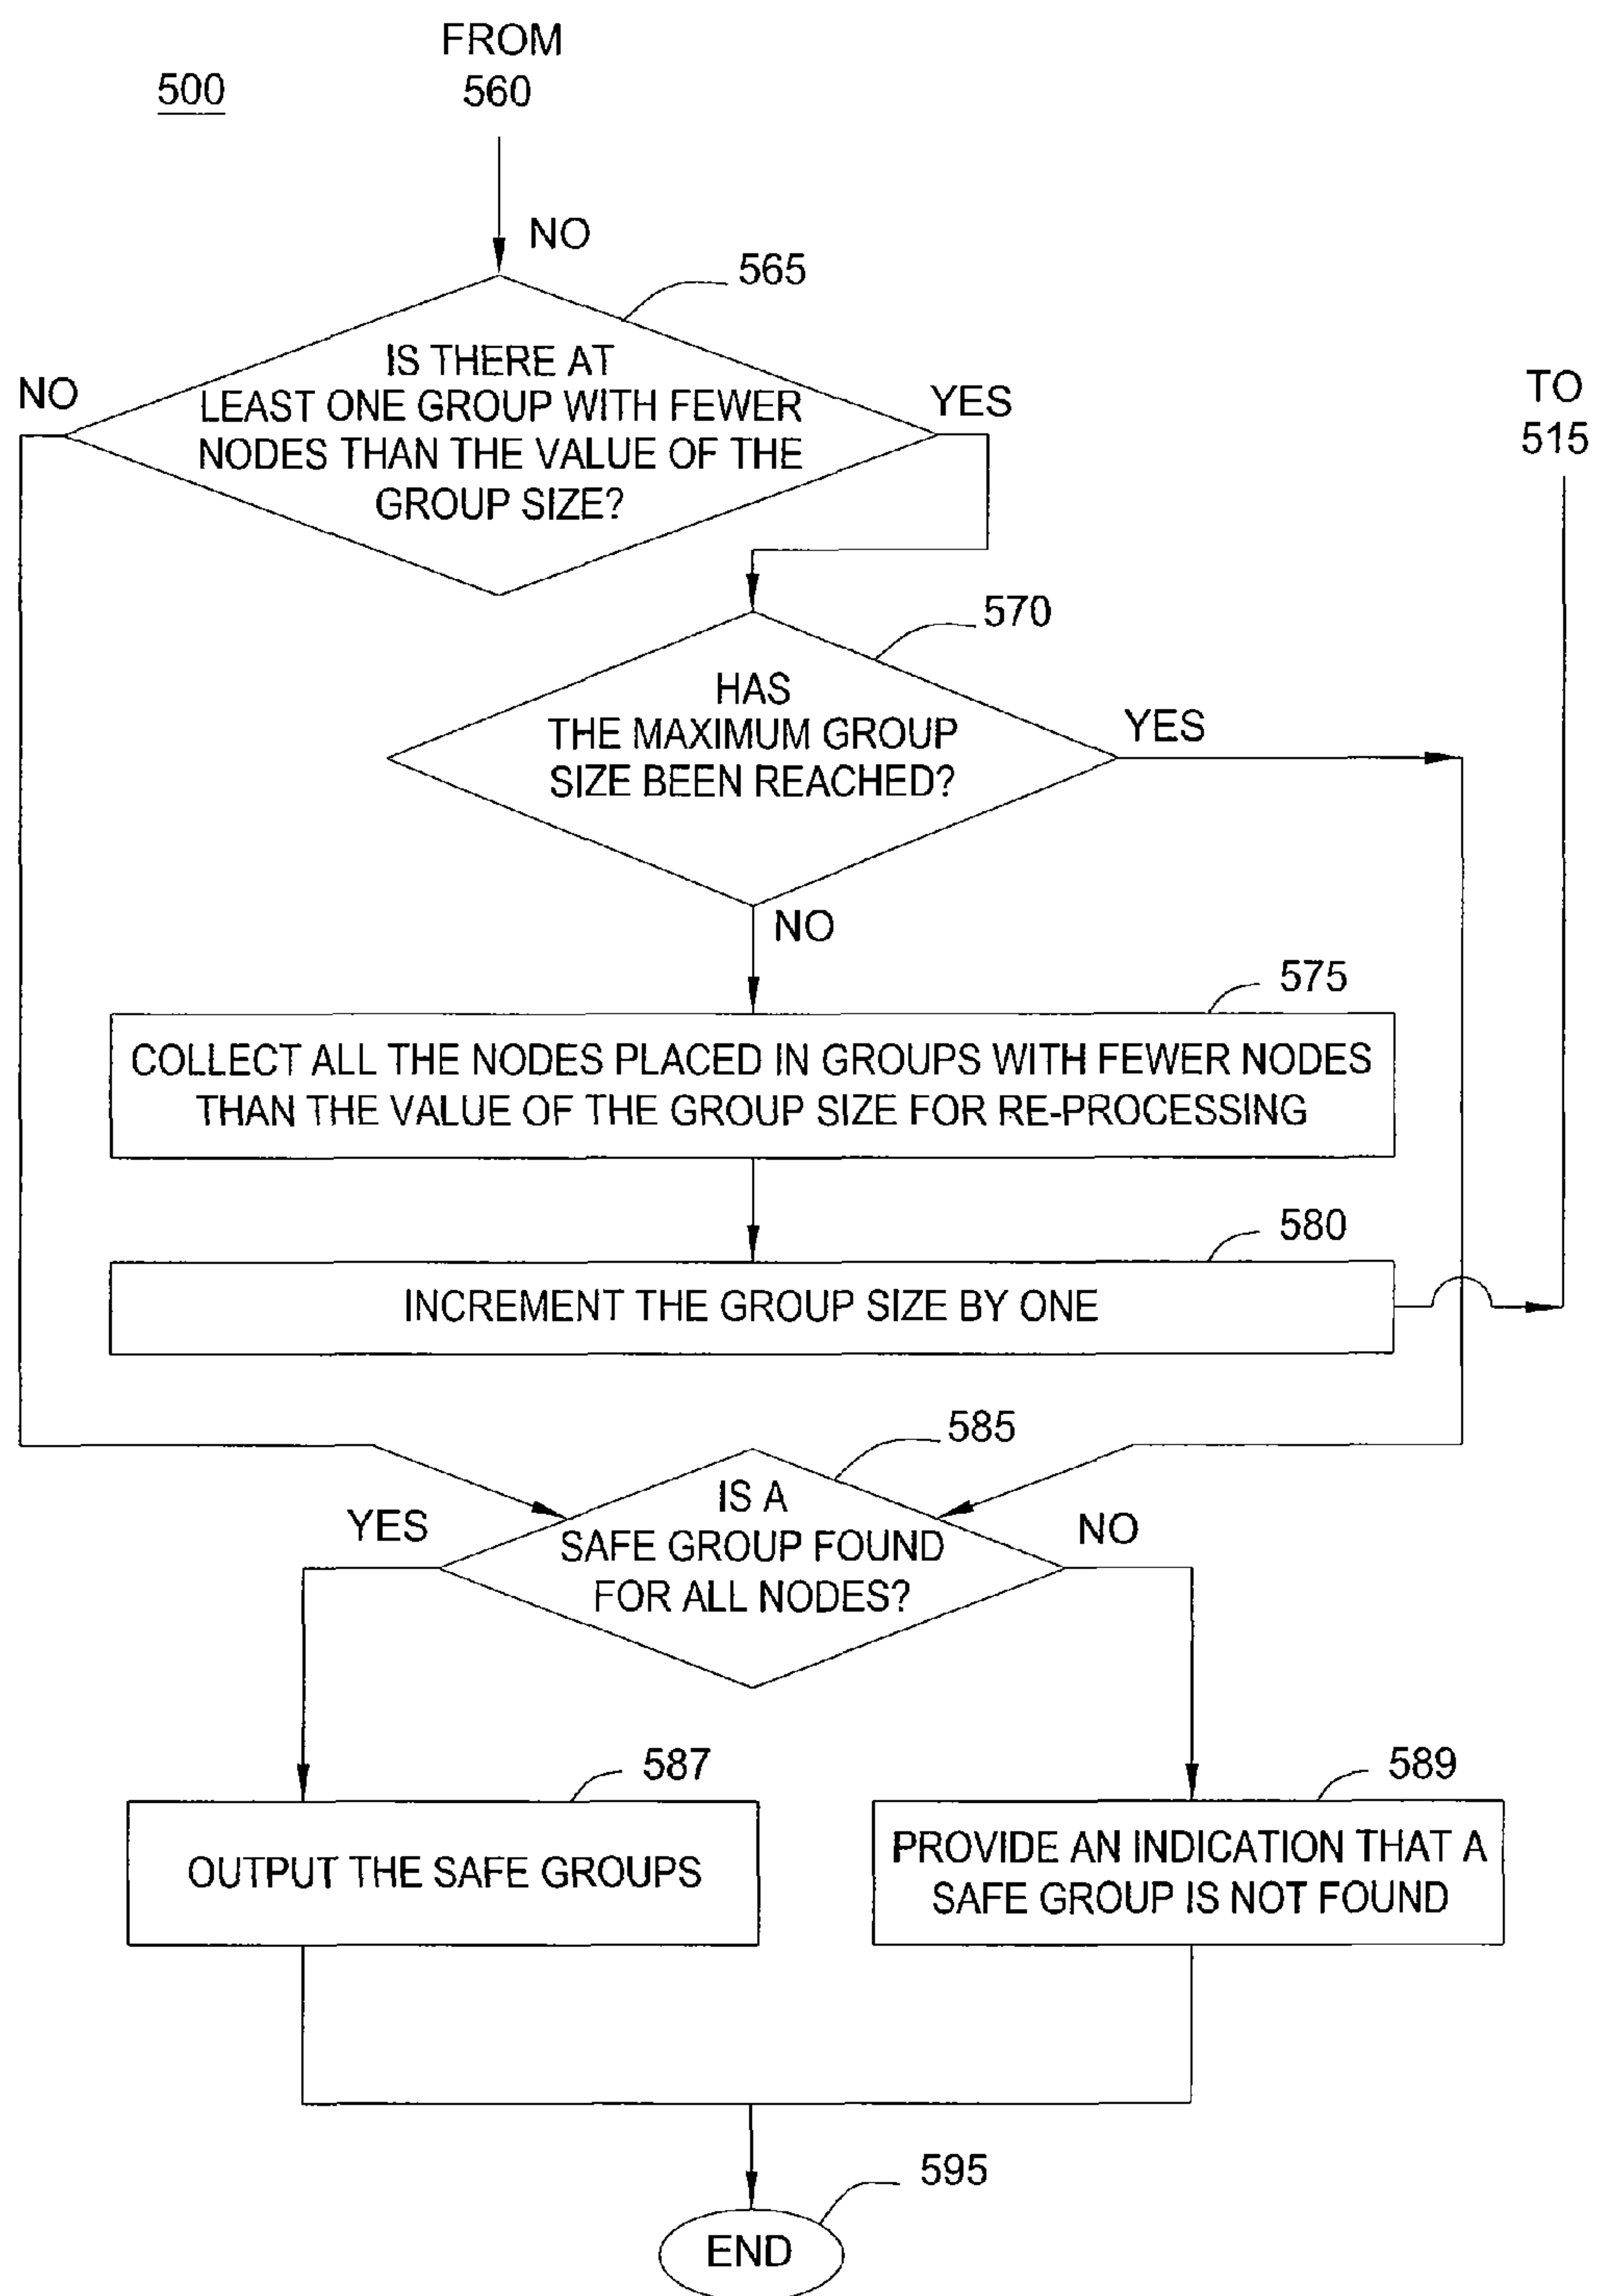 FROM
560
500
NO
565
IS THERE AT
LEAST ONE GROUP WITH FEWER
NODES THAN THE VALUE OF THE
GROUP SIZE?
NO
YES
TO
515
570
HAS
THE MAXIMUM GROUP
SIZE BEEN REACHED?
YES
NO
575
COLLECT ALL THE NODES PLACED IN GROUPS WITH FEWER NODES
THAN THE VALUE OF THE GROUP SIZE FOR RE-PROCESSING
580
INCREMENT THE GROUP SIZE BY ONE
585
IS A
SAFE GROUP FOUND
FOR ALL NODES?
YES
NO
587
OUTPUT THE SAFE GROUPS
589
PROVIDE AN INDICATION THAT A
SAFE GROUP IS NOT FOUND
595
END